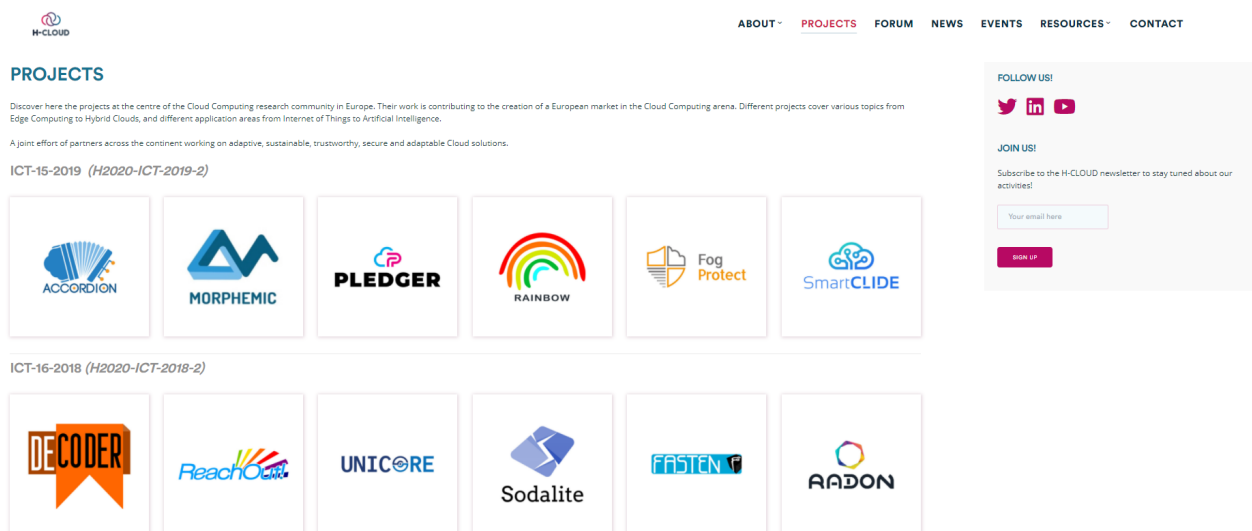 H-CLOUD
ABOUT
PROJECTS
FORUM
NEWS
EVENTS
RESOURCES
CONTACT
PROJECTS
Discover here the projects at the centre of the Cloud Computing research community in Europe. Their work is contributing to the creation of a European market in the Cloud Computing arena. Different projects cover various topics from
Edge Computing to Hybrid Clouds, and different application areas from Internet of Things to Artificial Intelligence.
A joint effort of partners across the continent working on adaptive, sustainable, trustworthy, secure and adaptable Cloud solutions.
ICT-15-2019 (H2020-ICT-2019-2)
ACCORDION
MORPHEMIC
PLEDGER
RAINBOW
Fog
Protect
SmartCLIDE
ICT-16-2018 (H2020-ICT-2018-2)
DECODER
ReachOut!
UNICORE
Sodalite
FASTEN
RADON
FOLLOW US!
JOIN US!
Subscribe to the H-CLOUD newsletter to stay tuned about our
activities!
Your email here
SIGN UP